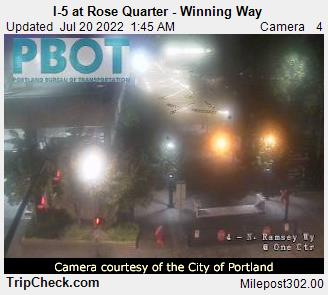 I-5 at Rose Quarter - Winning Way
Updated Jul 20 2022 1:45 AM Camera 4
PBOT
PORTLAND BUREAU OF TRANSPORTATION
4 - N. Ramsey Wy
@ One Ctr
Camera courtesy of the City of Portland
TripCheck.com Milepost302.00